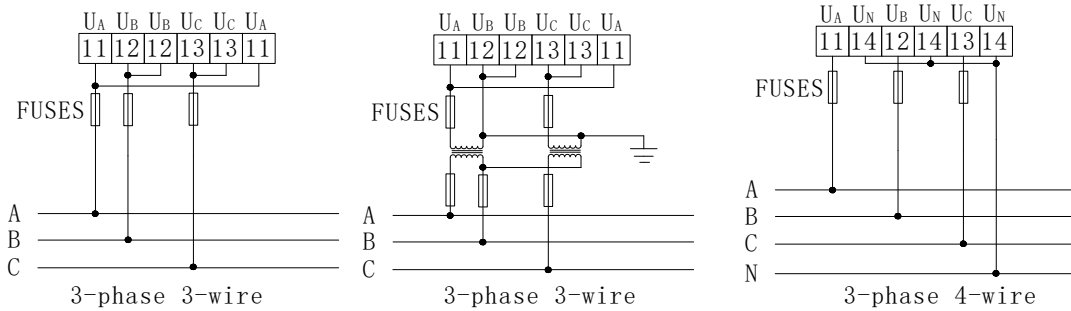 UA UB UB UC UC UA
11 12 12 13 13 11
FUSES
A
B
C
3-phase 3-wire
UA UB UB UC UC UA
11 12 12 13 13 11
FUSES
A
B
C
3-phase 3-wire
UA UN UB UN UC UN
11 14 12 14 13 14
FUSES
A
B
C
N
3-phase 4-wire